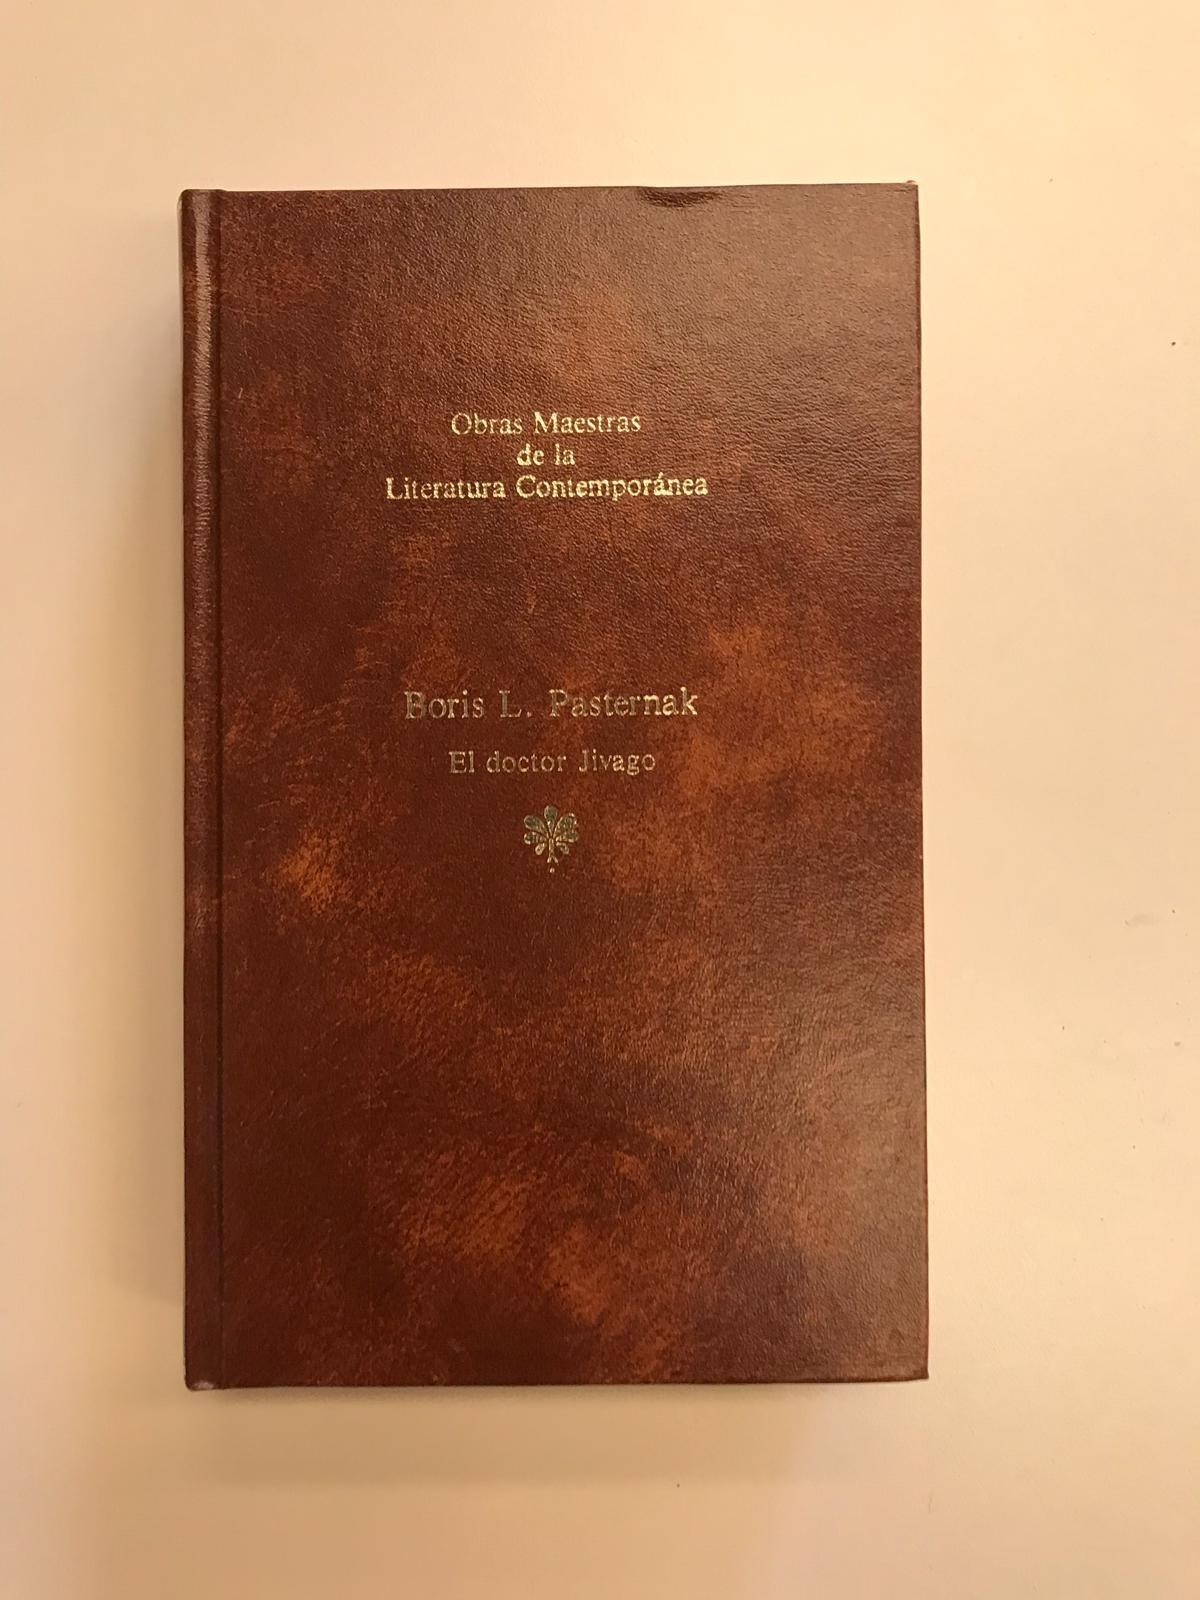 Obras Maestras
de la
Literatura Contemporánea
Boris L. Pasternak
El doctor Jivago